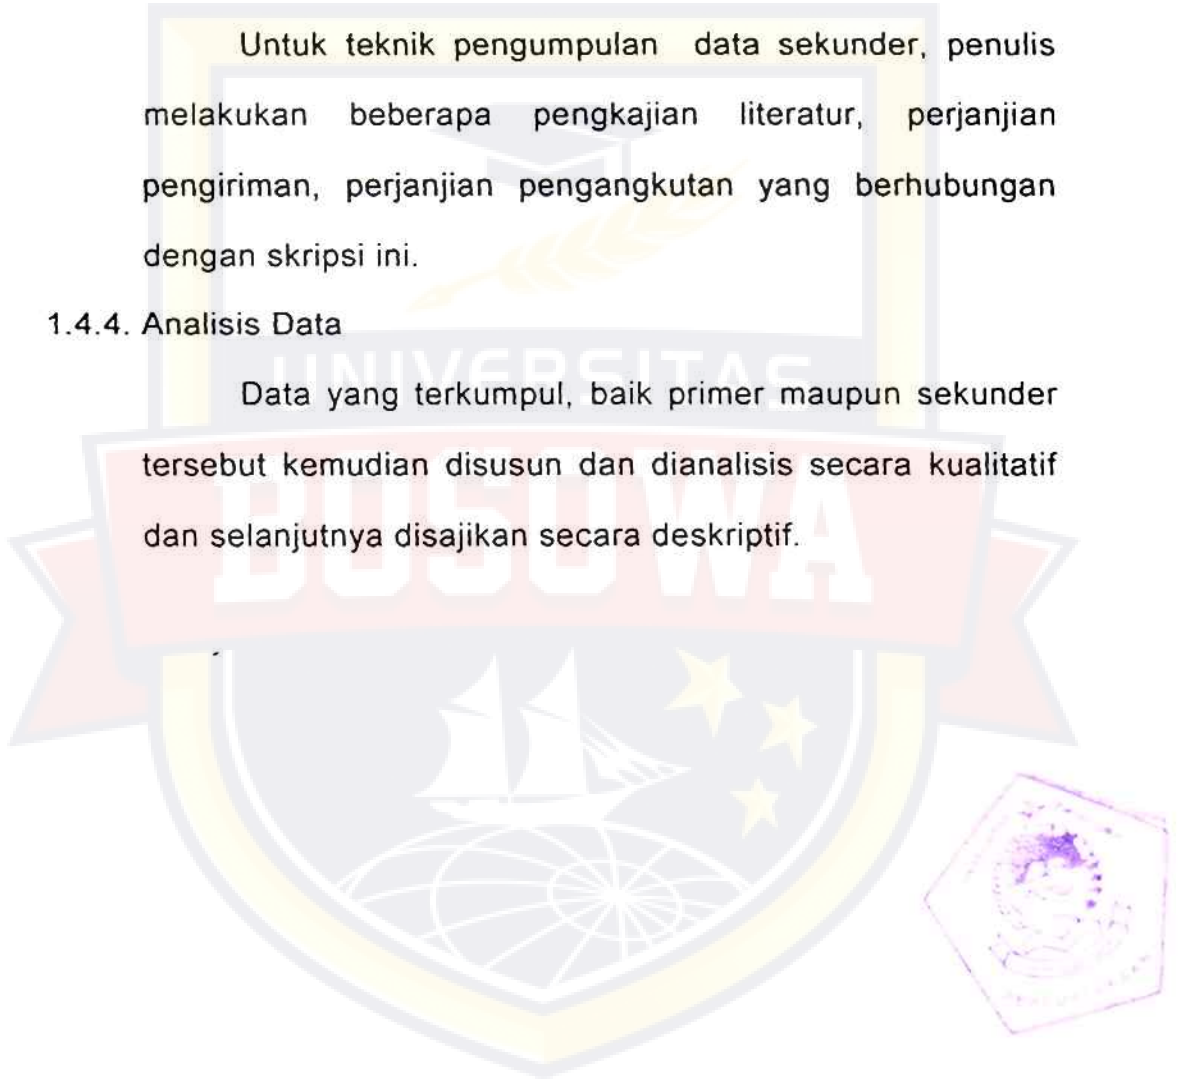 Untuk teknik pengumpulan data sekunder, penulis
melakukan beberapa pengkajian literatur, perjanjian
pengiriman, perjanjian pengangkutan yang berhubungan
dengan skripsi ini.
1.4.4. Analisis Data
UNIVERSITAS
Data yang terkumpul, baik primer maupun sekunder
tersebut kemudian disusun dan dianalisis secara kualitatif
BOSOWA
dan selanjutnya disajikan secara deskriptif.